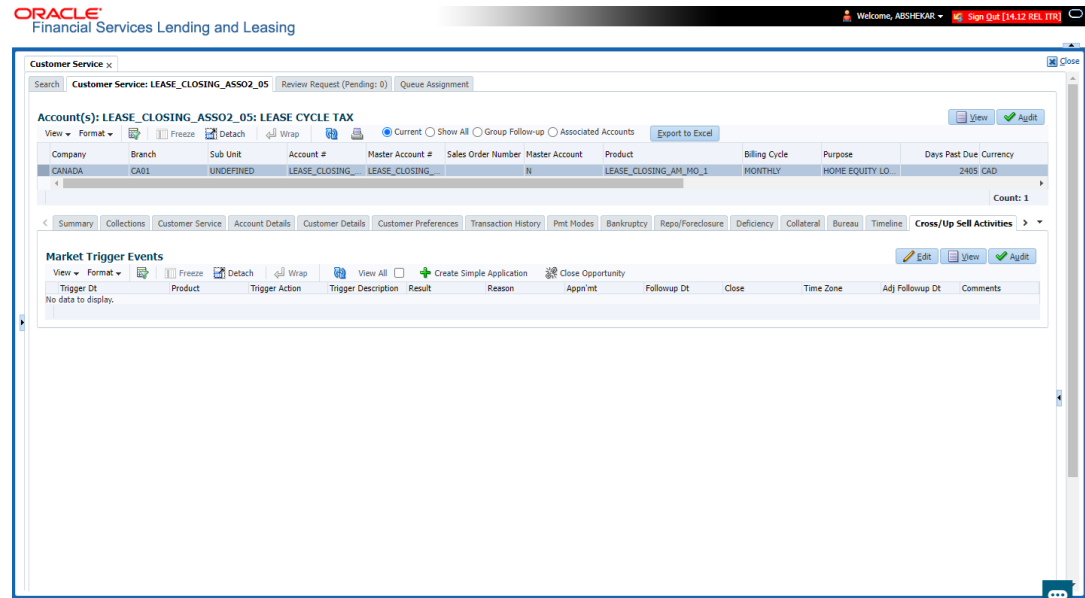 ORACLE
Financial Services Lending and Leasing
Welcome, ABSHEKAR
Sign Out [14.12 REL ITR]
Customer Service
Close
Search Customer Service: LEASE_CLOSING_ASSO2_05 Review Request (Pending: 0) Queue Assignment
Account(s): LEASE_CLOSING_ASSO2_05: LEASE CYCLE TAX
View Audit
View Format Freeze Detach Wrap Current Show All Group Follow-up Associated Accounts Export to Excel
Company Branch Sub Unit Account # Master Account # Sales Order Number Master Account Product Billing Cycle Purpose Days Past Due Currency
CANADA CA01 UNDEFINED LEASE_CLOSING_... LEASE_CLOSING_... N LEASE_CLOSING_AM_MO_1 MONTHLY HOME EQUITY LO... 2405 CAD
Count: 1
Summary Collections Customer Service Account Details Customer Details Customer Preferences Transaction History Pmt Modes Bankruptcy Repo/Foreclosure Deficiency Collateral Bureau Timeline Cross/Up Sell Activities
Market Trigger Events
Edit View Audit
View Format Freeze Detach Wrap View All Create Simple Application Close Opportunity
Trigger Dt Product Trigger Action Trigger Description Result Reason Appn'mt Followup Dt Close Time Zone Adj Followup Dt Comments
No data to display.